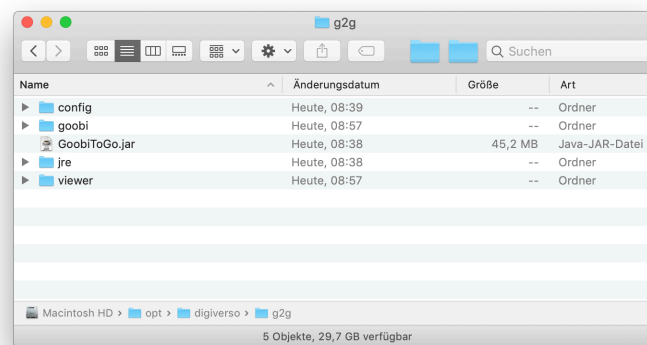 g2g
Suchen
Name Änderungsdatum Größe Art
config Heute, 08:39 -- Ordner
goobi Heute, 08:57 -- Ordner
GoobiToGo.jar Heute, 08:38 45,2 MB Java-JAR-Datei
jre Heute, 08:38 -- Ordner
viewer Heute, 08:57 -- Ordner
Macintosh HD > opt > digiverso > g2g
5 Objekte, 29,7 GB verfügbar